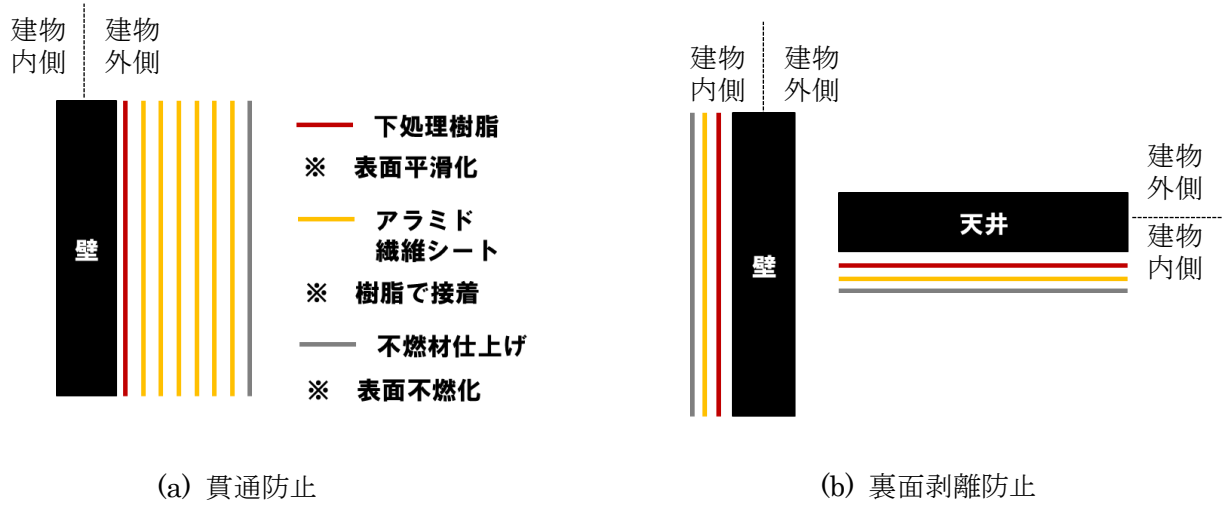 建物
内側
建物
外側
壁
下処理樹脂
※ 表面平滑化
アラミド
繊維シート
※ 樹脂で接着
不燃材仕上げ
※ 表面不燃化
(a) 貫通防止
建物
内側
建物
外側
壁
天井
建物
外側
建物
内側
(b) 裏面剥離防止